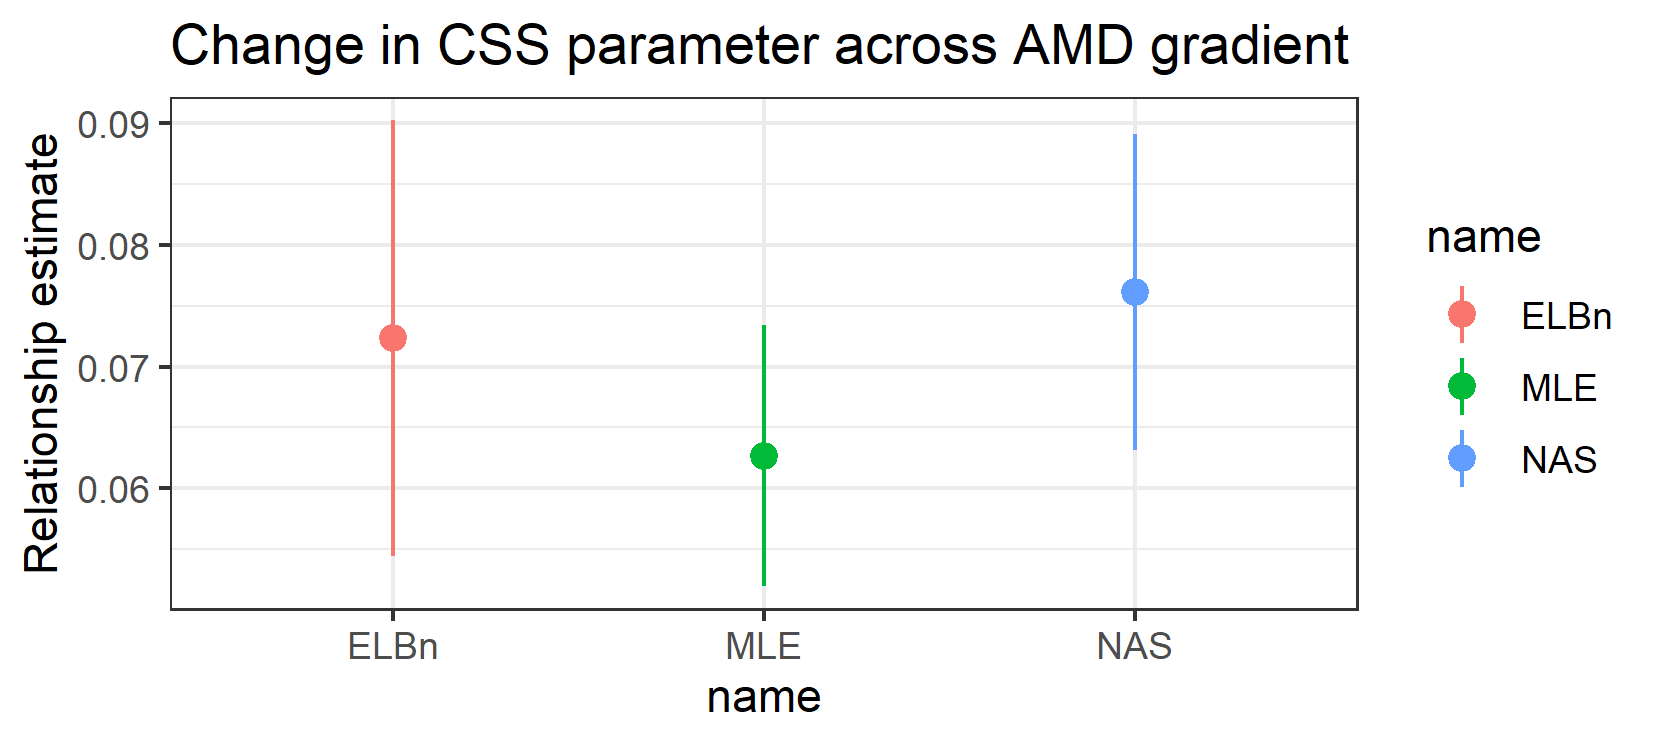 Change in CSS parameter across AMD gradient
Relationship estimate
0.09
0.08
0.07
0.06
ELBn
MLE
NAS
name
name
ELBn
MLE
NAS